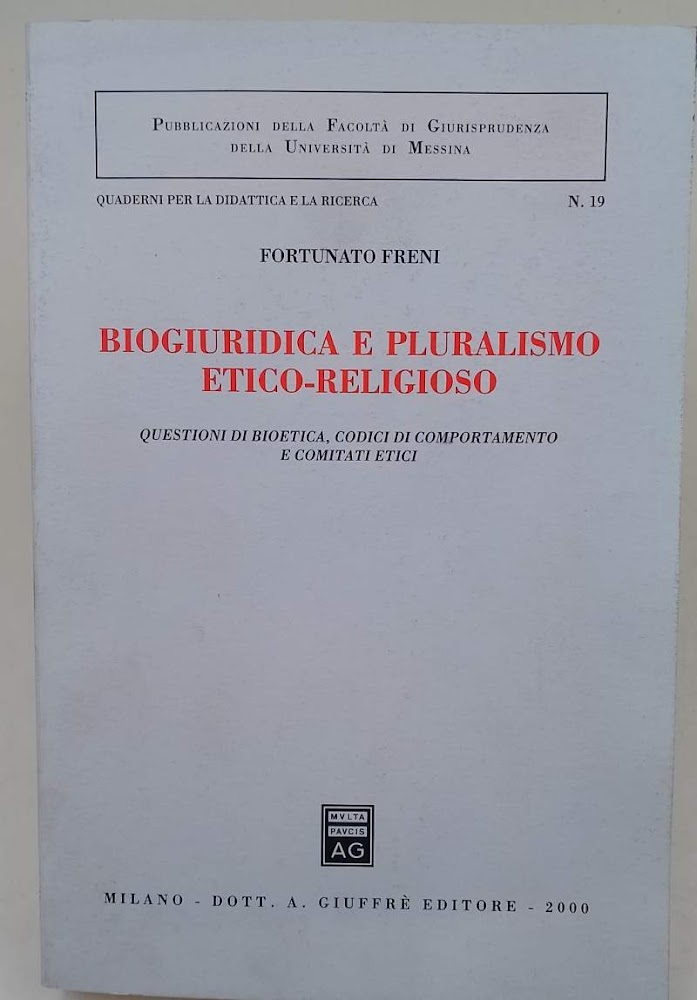 PUBBLICAZIONI DELLA FACOLTÀ DI GIURISPRUDENZA
DELLA UNIVERSITÀ DI MESSINA
QUADERNI PER LA DIDATTICA E LA RICERCA N. 19
FORTUNATO FRENI
BIOGIURIDICA E PLURALISMO
ETICO-RELIGIOSO
QUESTIONI DI BIOETICA, CODICI DI COMPORTAMENTO
E COMITATI ETICI
MVLTA
PAVCIS
AG
MILANO - DOTT. A. GIUFFRÈ EDITORE - 2000